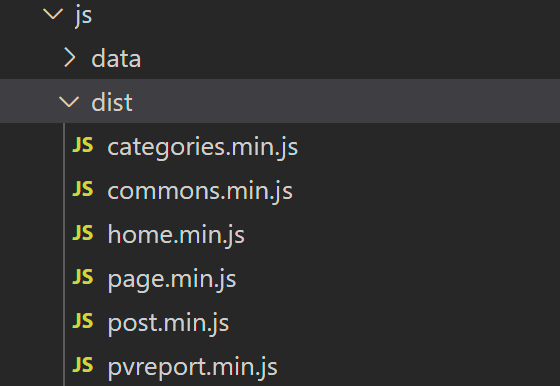 js
data
dist
JS categories.min.js
JS commons.min.js
JS home.min.js
JS page.min.js
JS post.min.js
JS pvreport.min.js